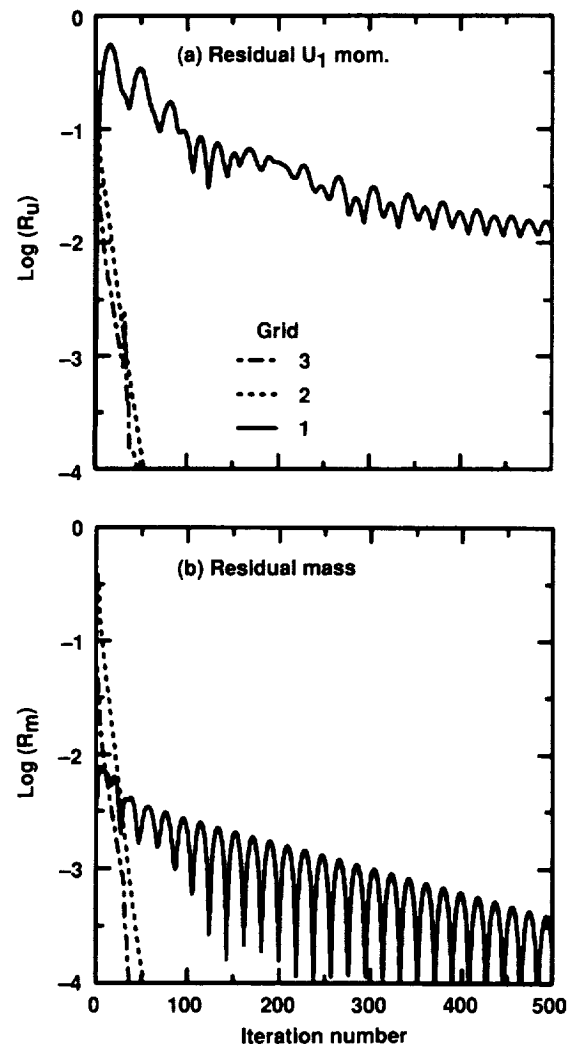 0
(a) Residual U1 mom.
−1
Log (Ru)
−2
Grid
−3
3
2
1
−4
0
(b) Residual mass
−1
Log (Rm)
−2
−3
−4
0 100 200 300 400 500
Iteration number